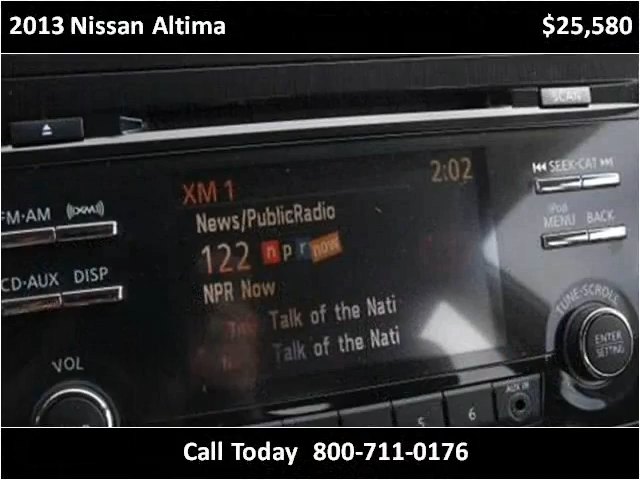 2013 Nissan Altima $25,580
SCAN
XM 1 2:02
SEEK·CAT
FM·AM (XM)
News/PublicRadio
iPod
MENU BACK
122 npr now
CD·AUX DISP
NPR Now
TUNE·SCROLL
Talk of the Nati
ENTER
SETTING
Talk of the Nati
VOL
AUX IN
5 6
Call Today 800-711-0176